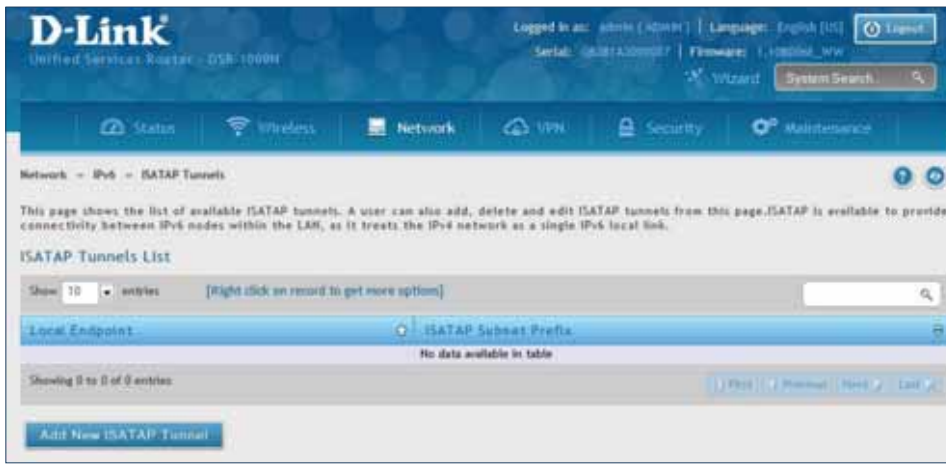 D-Link
Unified Services Router - DSR-1000N
Logged in as: admin ( ADMIN ) | Language: English [US]
Logout
Serial: | Firmware:
Wizard
System Search
Status Wireless Network VPN Security Maintenance
Network » IPv6 » ISATAP Tunnels
This page shows the list of available ISATAP tunnels. A user can also add, delete and edit ISATAP tunnels from this page.ISATAP is available to provide
connectivity between IPv6 nodes within the LAN, as it treats the IPv4 network as a single IPv6 local link.
ISATAP Tunnels List
Show 10 entries [Right click on record to get more options]
Local Endpoint ISATAP Subnet Prefix
No data available in table
Showing 0 to 0 of 0 entries First Previous Next Last
Add New ISATAP Tunnel